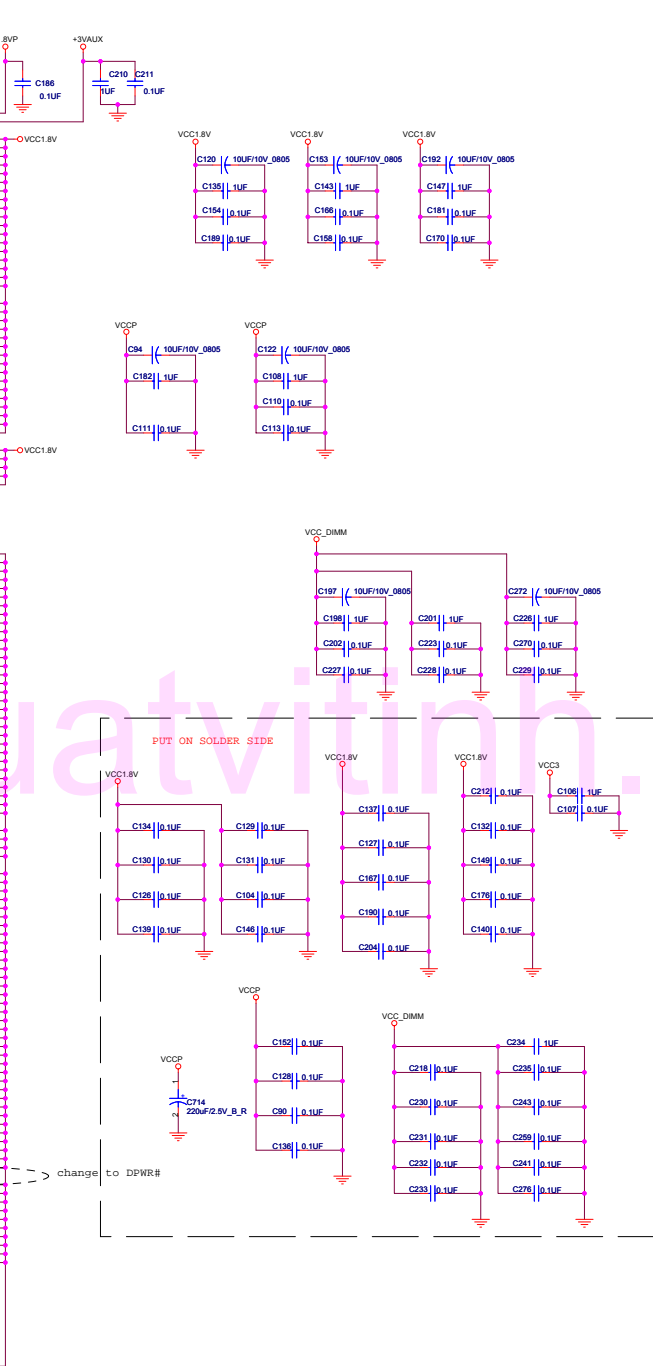 .8VP
+3VAUX
C186
0.1UF
C210
1UF
C211
0.1UF
VCC1.8V
VCC1.8V
VCC1.8V
VCC1.8V
C120 10UF/10V_0805
C135 1UF
C154 0.1UF
C189 0.1UF
C153 10UF/10V_0805
C143 1UF
C166 0.1UF
C158 0.1UF
C192 10UF/10V_0805
C147 1UF
C181 0.1UF
C170 0.1UF
VCCP
C94 10UF/10V_0805
C182 1UF
C111 0.1UF
VCCP
C122 10UF/10V_0805
C108 1UF
C110 0.1UF
C113 0.1UF
VCC1.8V
VCC_DIMM
C197 10UF/10V_0805
C198 1UF
C202 0.1UF
C227 0.1UF
C201 1UF
C223 0.1UF
C228 0.1UF
C272 10UF/10V_0805
C226 1UF
C270 0.1UF
C229 0.1UF
uatvitinh.
PUT ON SOLDER SIDE
VCC1.8V
C134 0.1UF
C130 0.1UF
C126 0.1UF
C139 0.1UF
C129 0.1UF
C131 0.1UF
C104 0.1UF
C146 0.1UF
VCC1.8V
C137 0.1UF
C127 0.1UF
C167 0.1UF
C190 0.1UF
C204 0.1UF
VCC1.8V
C212 0.1UF
C132 0.1UF
C149 0.1UF
C176 0.1UF
C140 0.1UF
VCC3
C106 1UF
C107 0.1UF
VCCP
1
+
C714
220uF/2.5V_B_R
2
VCCP
C152 0.1UF
C128 0.1UF
C90 0.1UF
C136 0.1UF
VCC_DIMM
C218 0.1UF
C230 0.1UF
C231 0.1UF
C232 0.1UF
C233 0.1UF
C234 1UF
C235 0.1UF
C243 0.1UF
C259 0.1UF
C241 0.1UF
C276 0.1UF
change to DPWR#